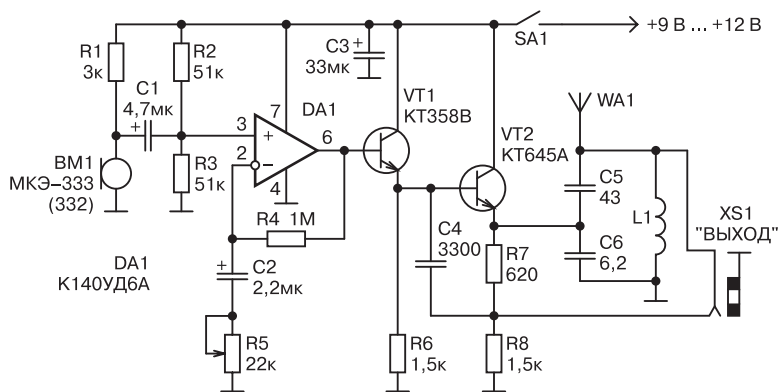 R1
3к
R2
51к
C1
4,7мк
+
BM1
МКЭ–333
(332)
R3
51к
DA1
К140УД6А
C3
+
33мк
7
DA1
3
+
2
–
6
4
R4 1М
+
C2
2,2мк
R5
22к
VT1
КТ358В
VT2
КТ645А
C4
3300
R6
1,5к
R7
620
R8
1,5к
SA1
+9 В ... +12 В
WA1
C5
43
L1
C6
6,2
XS1
"ВЫХОД"